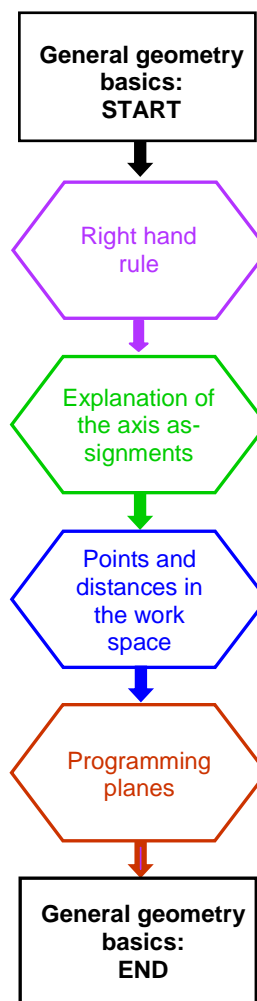 General geometry
basics:
START
Right hand
rule
Explanation of
the axis as-
signments
Points and
distances in
the work
space
Programming
planes
General geometry
basics:
END